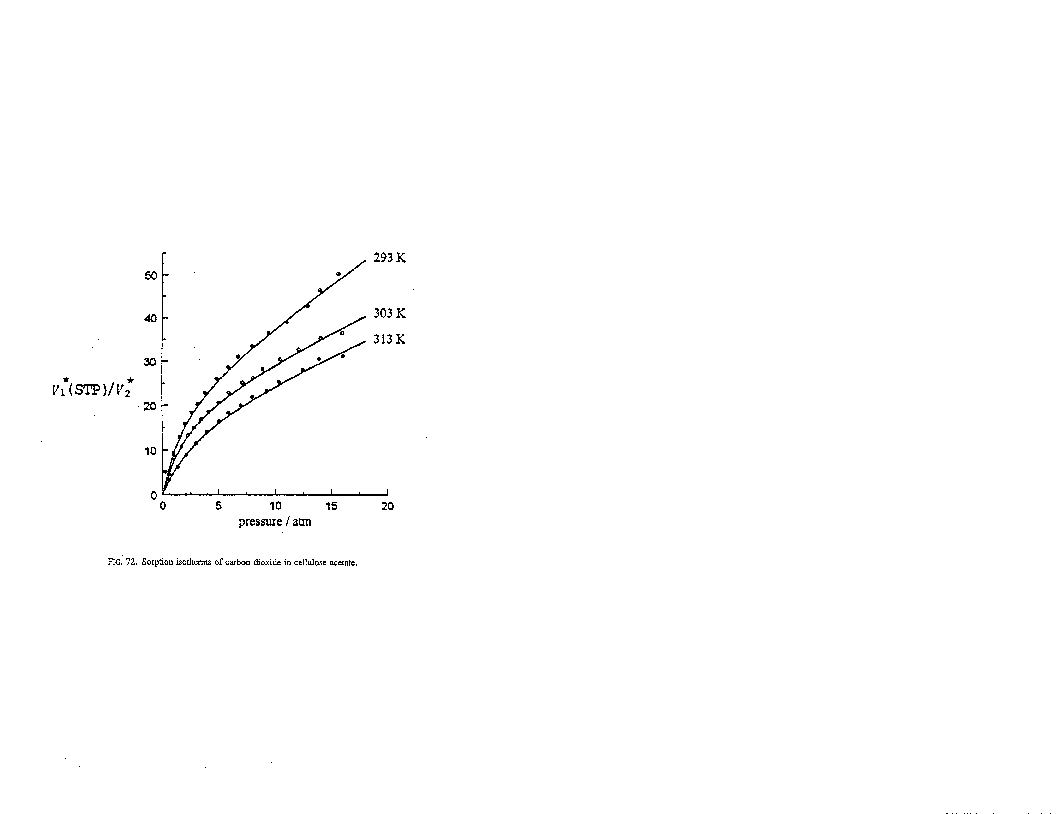 293 K
50
40
303 K
313 K
30
V₁*(STP)/V₂*
20
10
0
0 5 10 15 20
pressure / atm
FIG. 72. Sorption isotherms of carbon dioxide in cellulose acetate.